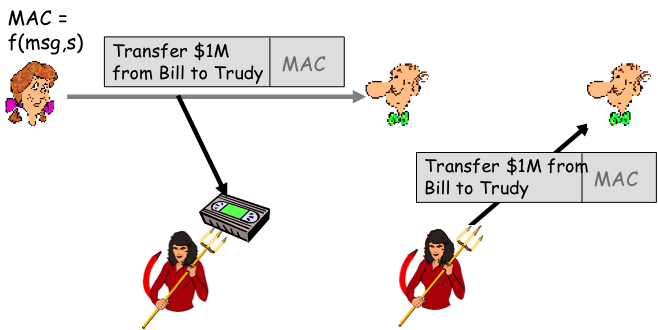 MAC =
f(msg,s)
Transfer $1M
from Bill to Trudy
MAC
Transfer $1M from
Bill to Trudy
MAC